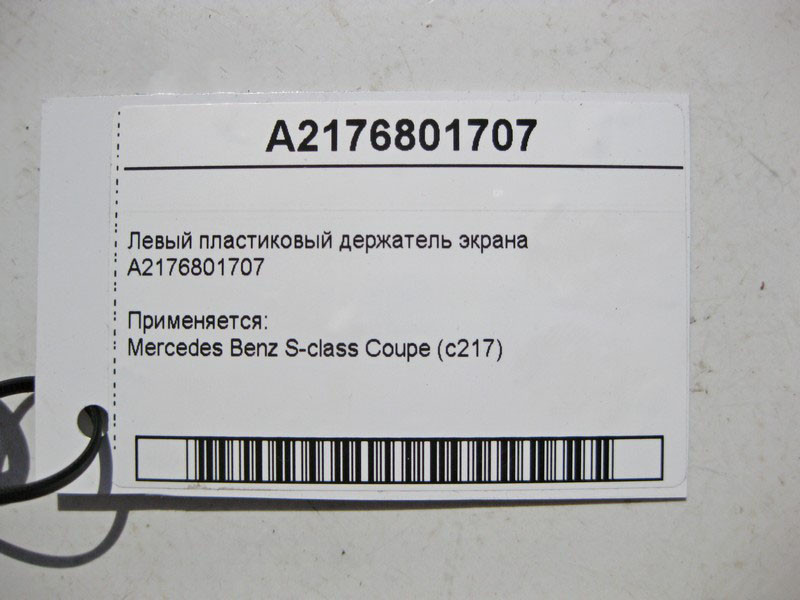 A2176801707
Левый пластиковый держатель экрана
A2176801707
Применяется:
Mercedes Benz S-class Coupe (c217)